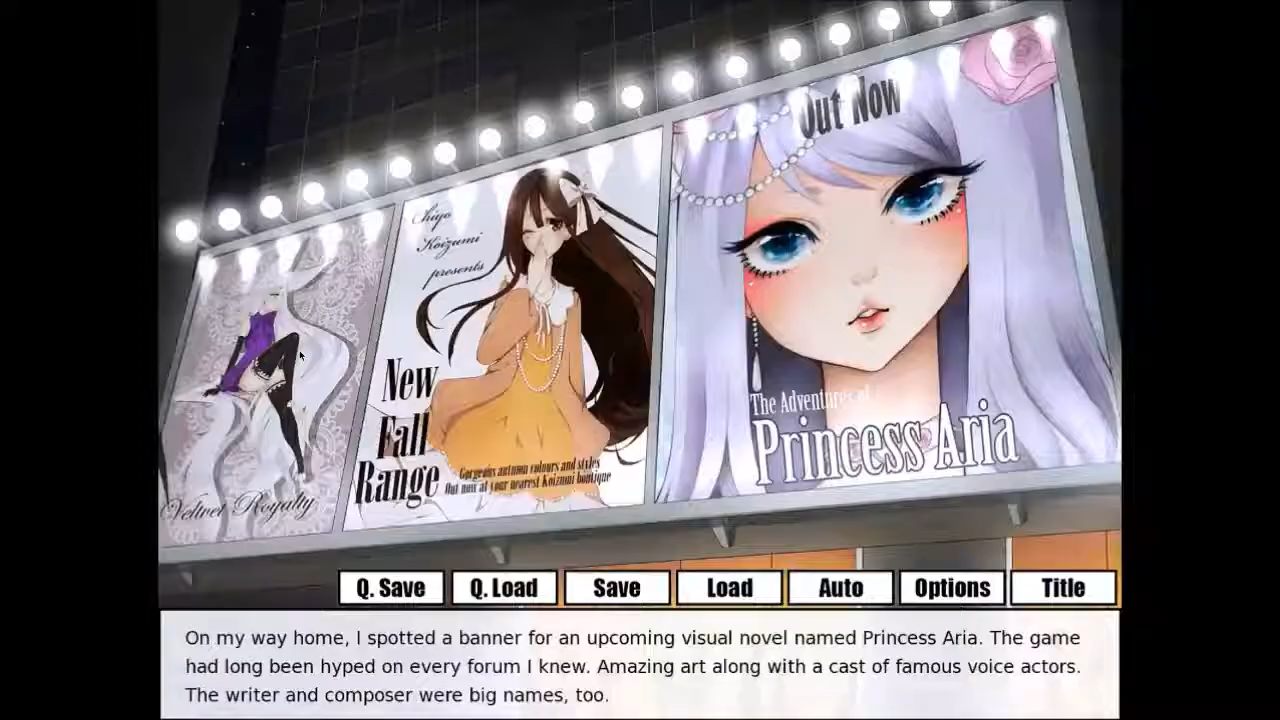 Out Now
Chiyo
Koizumi
presents
New
Fall
Range
Gorgeous autumn colours and styles
Out now at your nearest Koizumi boutique
The Adventures of
Princess Aria
Velvet Royalty
Q. Save
Q. Load
Save
Load
Auto
Options
Title
On my way home, I spotted a banner for an upcoming visual novel named Princess Aria. The game
had long been hyped on every forum I knew. Amazing art along with a cast of famous voice actors.
The writer and composer were big names, too.